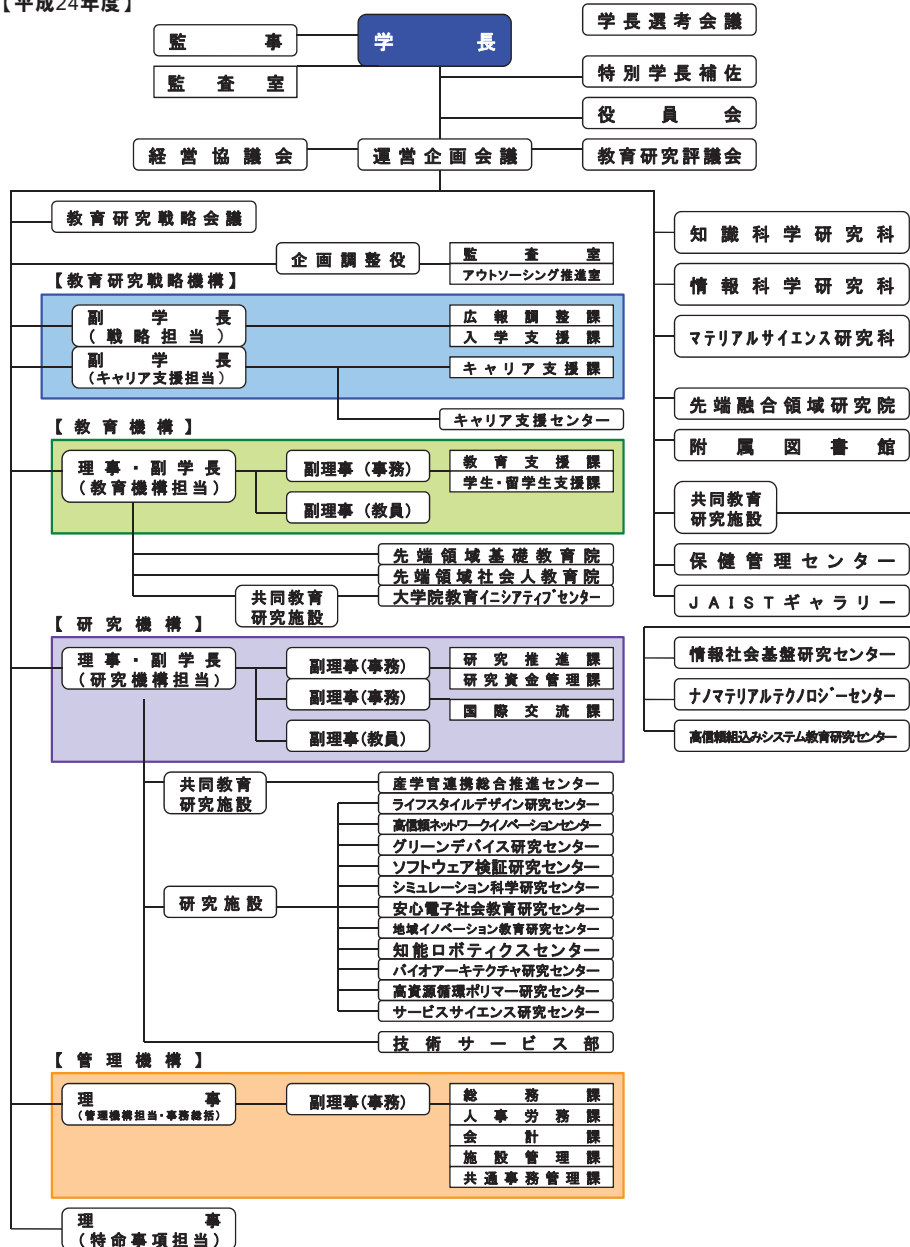 【平成24年度】
学長選考会議
監事
学長
監査室
特別学長補佐
役員会
経営協議会
運営企画会議
教育研究評議会
教育研究戦略会議
企画調整役
監査室
アウトソーシング推進室
【教育研究戦略機構】
副学長
(戦略担当)
広報調整課
入学支援課
副学長
(キャリア支援担当)
キャリア支援課
キャリア支援センター
【教育機構】
理事・副学長
(教育機構担当)
副理事(事務)
教育支援課
学生・留学生支援課
副理事(教員)
先端領域基礎教育院
先端領域社会人教育院
共同教育
研究施設
大学院教育イニシアティブセンター
【研究機構】
理事・副学長
(研究機構担当)
副理事(事務)
研究推進課
研究資金管理課
副理事(事務)
国際交流課
副理事(教員)
共同教育
研究施設
産学官連携総合推進センター
研究施設
ライフスタイルデザイン研究センター
高信頼ネットワークイノベーションセンター
グリーンデバイス研究センター
ソフトウェア検証研究センター
シミュレーション科学研究センター
安心電子社会教育研究センター
地域イノベーション教育研究センター
知能ロボティクスセンター
バイオアーキテクチャ研究センター
高資源循環ポリマー研究センター
サービスサイエンス研究センター
技術サービス部
【管理機構】
理事
(管理機構担当・事務総括)
副理事(事務)
総務課
人事労務課
会計課
施設管理課
共通事務管理課
理事
(特命事項担当)
知識科学研究科
情報科学研究科
マテリアルサイエンス研究科
先端融合領域研究院
附属図書館
共同教育
研究施設
保健管理センター
JAISTギャラリー
情報社会基盤研究センター
ナノマテリアルテクノロジーセンター
高信頼組込みシステム教育研究センター